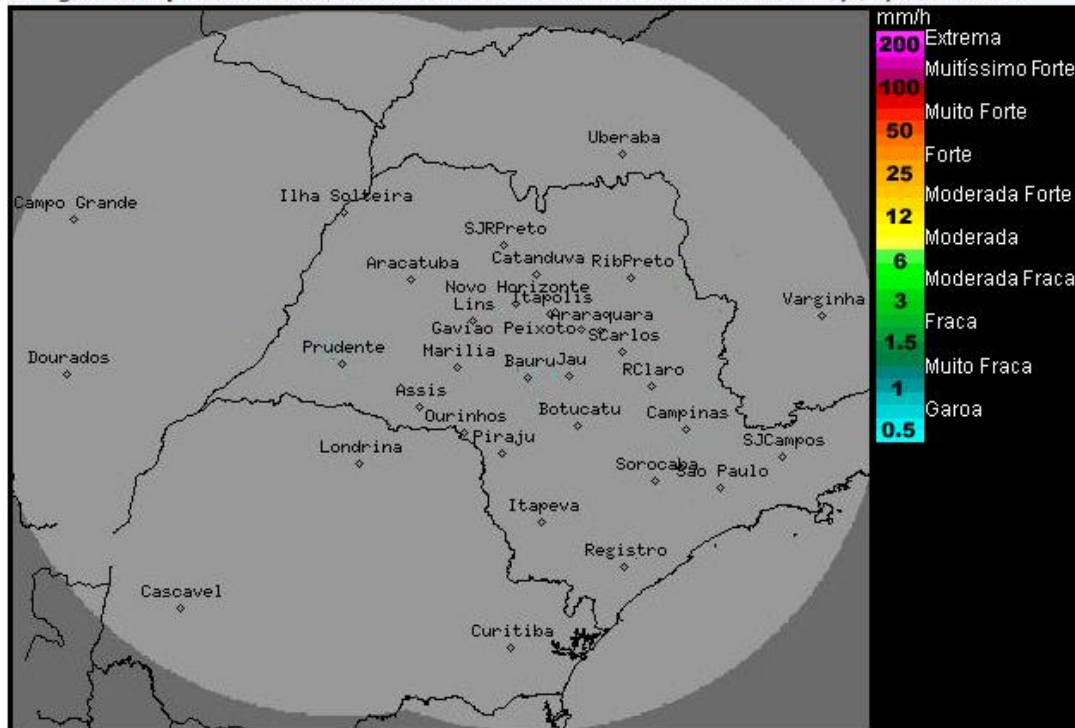 mm/h
200 Extrema
Muitíssimo Forte
100
Muito Forte
50
Forte
25
Moderada Forte
12
Moderada
6
Moderada Fraca
3
Fraca
1.5
Muito Fraca
1
Garoa
0.5
Uberaba
Ilha Solteira
Campo Grande
SJRPreto
Catanduva
RibPreto
Aracatuba
Novo Horizonte
Itapolis
Varginha
Lins
Araraquara
Gaviao Peixoto
SCarlos
Prudente
Marilia
Dourados
Bauru
Jau
RClaro
Assis
Ourinhos
Botucatu
Campinas
Piraju
Londrina
SJCampos
Sorocaba
Sao Paulo
Itapeva
Registro
Cascavel
Curitiba